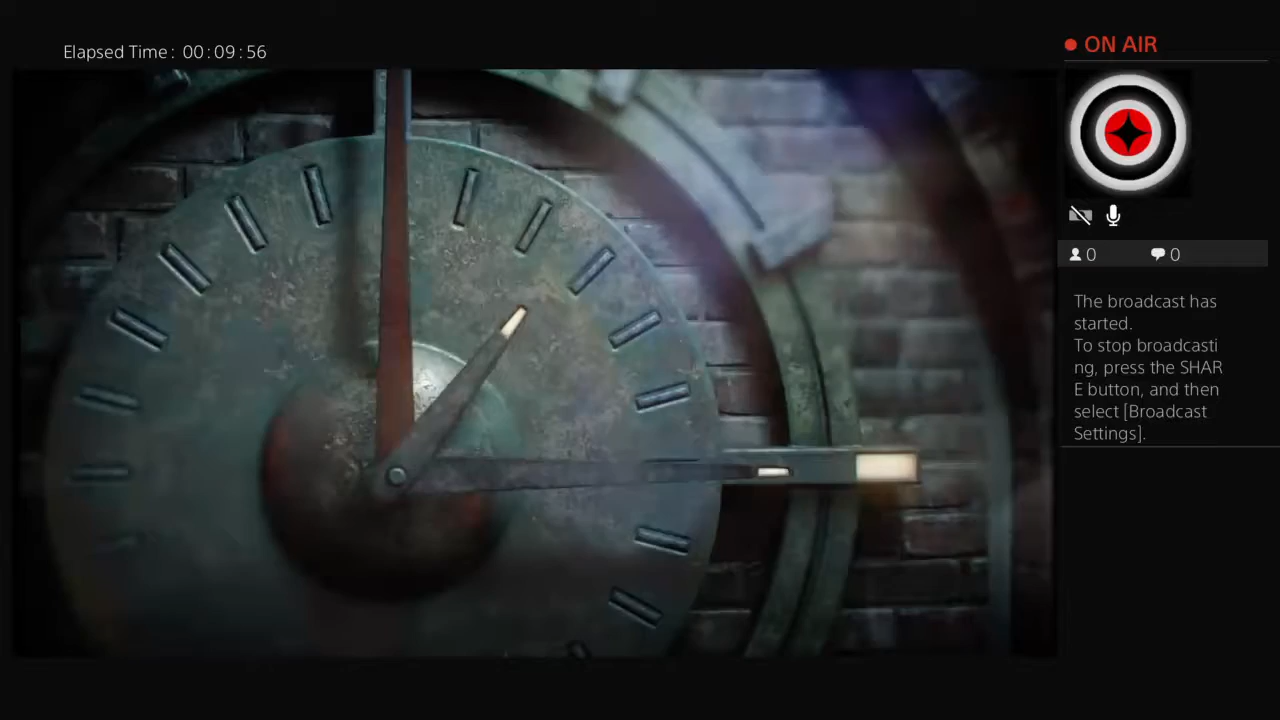 Elapsed Time: 00:09:56
ON AIR
0 0
The broadcast has
started.
To stop broadcasti
ng, press the SHAR
E button, and then
select [Broadcast
Settings].